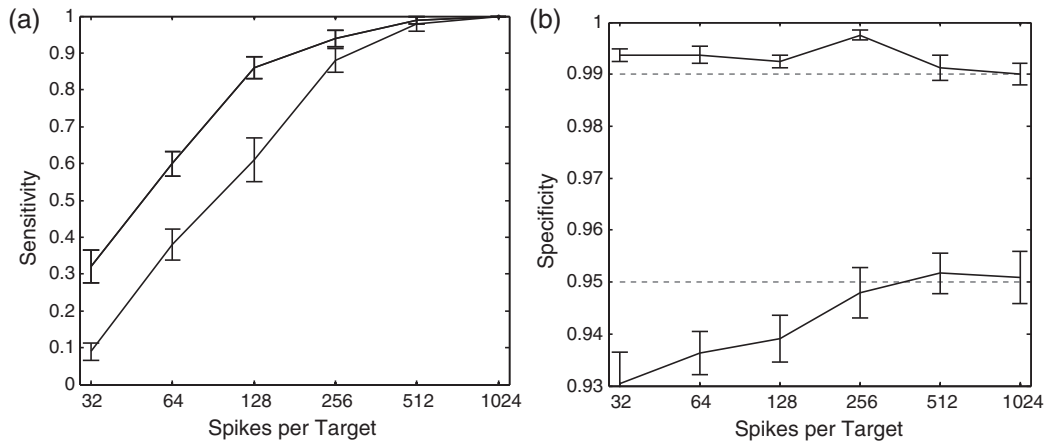 (a)
1
0.9
0.8
0.7
0.6
0.5
0.4
0.3
0.2
0.1
0
Sensitivity
32 64 128 256 512 1024
Spikes per Target
(b)
1
0.99
0.98
0.97
0.96
0.95
0.94
0.93
Specificity
32 64 128 256 512 1024
Spikes per Target